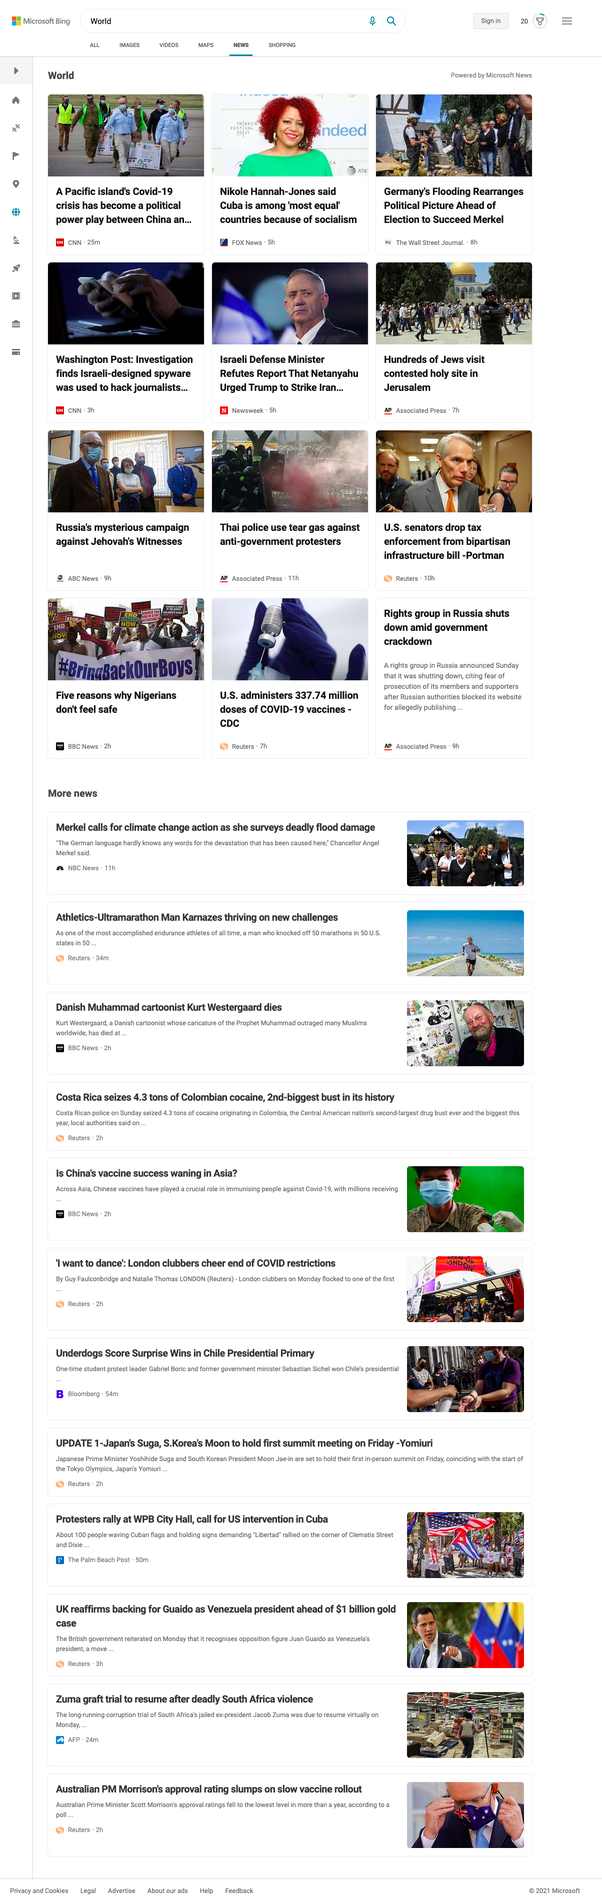 Microsoft Bing
World
Sign in
20
ALL IMAGES VIDEOS MAPS NEWS SHOPPING
World
Powered by Microsoft News
A Pacific island's Covid-19
crisis has become a political
power play between China an...
CNN · 25m
Nikole Hannah-Jones said
Cuba is among 'most equal'
countries because of socialism
FOX News · 5h
Germany's Flooding Rearranges
Political Picture Ahead of
Election to Succeed Merkel
The Wall Street Journal. · 8h
Washington Post: Investigation
finds Israeli-designed spyware
was used to hack journalists...
CNN · 3h
Israeli Defense Minister
Refutes Report That Netanyahu
Urged Trump to Strike Iran...
Newsweek · 5h
Hundreds of Jews visit
contested holy site in
Jerusalem
AP Associated Press · 7h
Russia's mysterious campaign
against Jehovah's Witnesses
ABC News · 9h
Thai police use tear gas against
anti-government protesters
AP Associated Press · 11h
U.S. senators drop tax
enforcement from bipartisan
infrastructure bill -Portman
Reuters · 10h
#BringBackOurBoys
Five reasons why Nigerians
don't feel safe
BBC News · 2h
U.S. administers 337.74 million
doses of COVID-19 vaccines -
CDC
Reuters · 7h
Rights group in Russia shuts
down amid government
crackdown
A rights group in Russia announced Sunday
that it was shutting down, citing fear of
prosecution of its members and supporters
after Russian authorities blocked its website
for allegedly publishing ...
AP Associated Press · 9h
More news
Merkel calls for climate change action as she surveys deadly flood damage
"The German language hardly knows any words for the devastation that has been caused here," Chancellor Angel
Merkel said.
NBC News · 11h
Athletics-Ultramarathon Man Karnazes thriving on new challenges
As one of the most accomplished endurance athletes of all time, a man who knocked off 50 marathons in 50 U.S.
states in 50 ...
Reuters · 34m
Danish Muhammad cartoonist Kurt Westergaard dies
Kurt Westergaard, a Danish cartoonist whose caricature of the Prophet Muhammad outraged many Muslims
worldwide, has died at ...
BBC News · 2h
Costa Rica seizes 4.3 tons of Colombian cocaine, 2nd-biggest bust in its history
Costa Rican police on Sunday seized 4.3 tons of cocaine originating in Colombia, the Central American nation's second-largest drug bust ever and the biggest this
year, local authorities said on ...
Reuters · 2h
Is China's vaccine success waning in Asia?
Across Asia, Chinese vaccines have played a crucial role in immunising people against Covid-19, with millions receiving
...
BBC News · 2h
'I want to dance': London clubbers cheer end of COVID restrictions
By Guy Faulconbridge and Natalie Thomas LONDON (Reuters) - London clubbers on Monday flocked to one of the first
...
Reuters · 2h
Underdogs Score Surprise Wins in Chile Presidential Primary
One-time student protest leader Gabriel Boric and former government minister Sebastian Sichel won Chile's presidential
...
Bloomberg · 54m
UPDATE 1-Japan's Suga, S.Korea's Moon to hold first summit meeting on Friday -Yomiuri
Japanese Prime Minister Yoshihide Suga and South Korean President Moon Jae-in are set to hold their first in-person summit on Friday, coinciding with the start of
the Tokyo Olympics, Japan's Yomiuri ...
Reuters · 2h
Protesters rally at WPB City Hall, call for US intervention in Cuba
About 100 people waving Cuban flags and holding signs demanding "Libertad" rallied on the corner of Clematis Street
and Dixie ...
The Palm Beach Post · 50m
UK reaffirms backing for Guaido as Venezuela president ahead of $1 billion gold
case
The British government reiterated on Monday that it recognises opposition figure Juan Guaido as Venezuela's
president, a move ...
Reuters · 3h
Zuma graft trial to resume after deadly South Africa violence
The long-running corruption trial of South Africa's jailed ex-president Jacob Zuma was due to resume virtually on
Monday, ...
AFP · 24m
Australian PM Morrison's approval rating slumps on slow vaccine rollout
Australian Prime Minister Scott Morrison's approval ratings fell to the lowest level in more than a year, according to a
poll ...
Reuters · 2h
Privacy and Cookies Legal Advertise About our ads Help Feedback © 2021 Microsoft